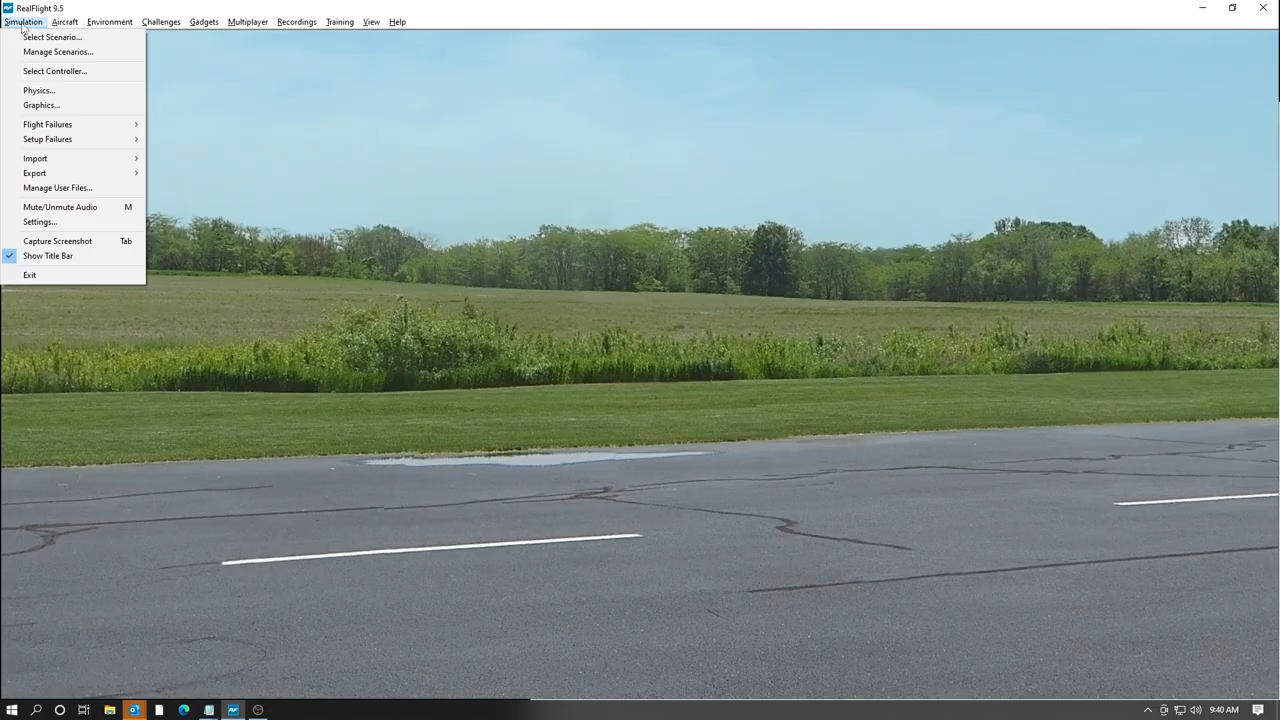 RealFlight 9.5
Simulation Aircraft Environment Challenges Gadgets Multiplayer Recordings Training View Help
Select Scenario...
Manage Scenarios...
Select Controller...
Physics...
Graphics...
Flight Failures
Setup Failures
Import
Export
Manage User Files...
Mute/Unmute Audio M
Settings...
Capture Screenshot Tab
Show Title Bar
Exit
9:40 AM